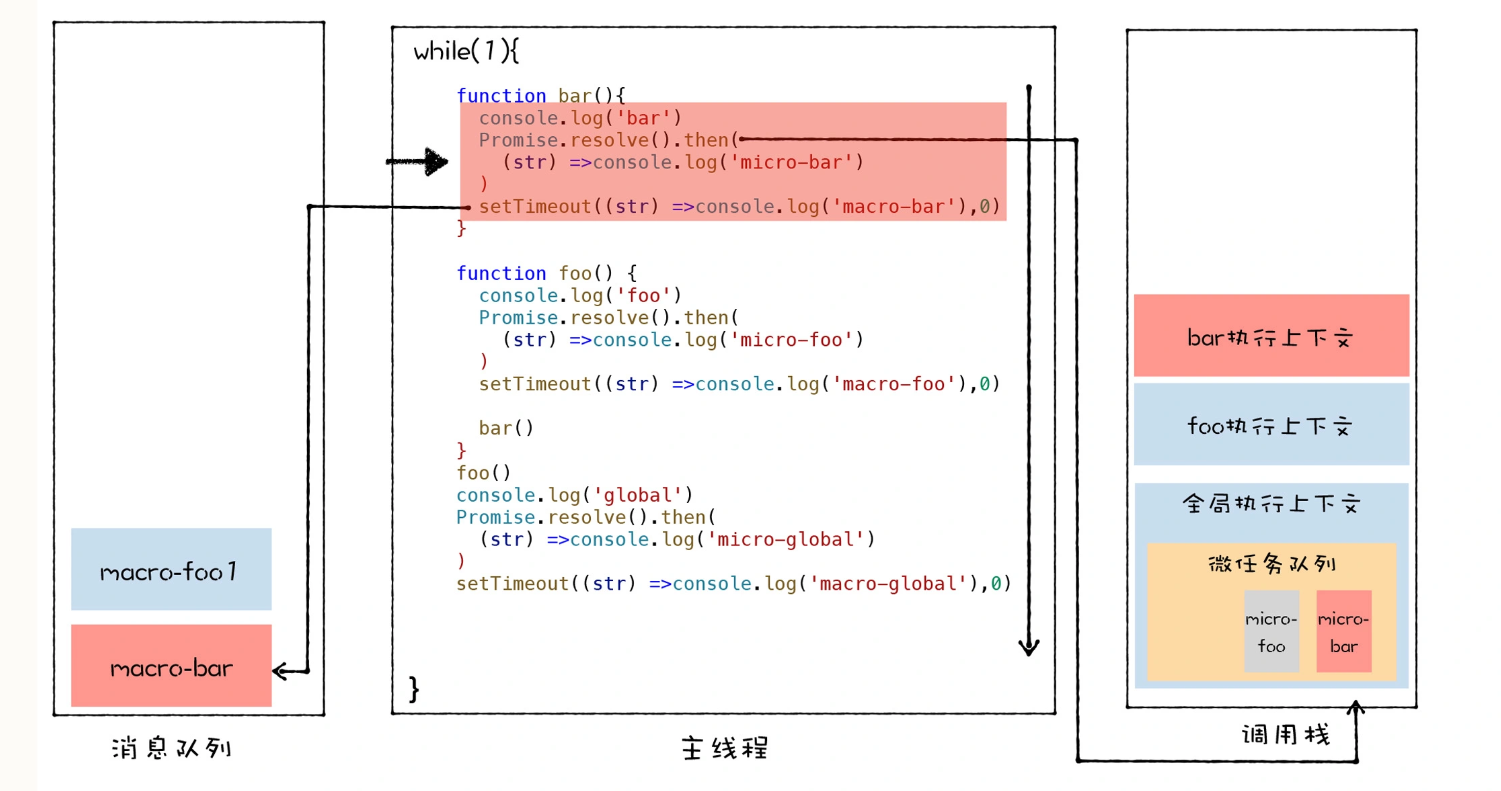 macro-foo1
macro-bar
消息队列
while(1){
function bar(){
  console.log('bar')
  Promise.resolve().then(
    (str) =>console.log('micro-bar')
  )
  setTimeout((str) =>console.log('macro-bar'),0)
}
function foo() {
  console.log('foo')
  Promise.resolve().then(
    (str) =>console.log('micro-foo')
  )
  setTimeout((str) =>console.log('macro-foo'),0)
  bar()
}
foo()
console.log('global')
Promise.resolve().then(
  (str) =>console.log('micro-global')
)
setTimeout((str) =>console.log('macro-global'),0)
}
主线程
bar执行上下文
foo执行上下文
全局执行上下文
微任务队列
micro-
foo
micro-
bar
调用栈